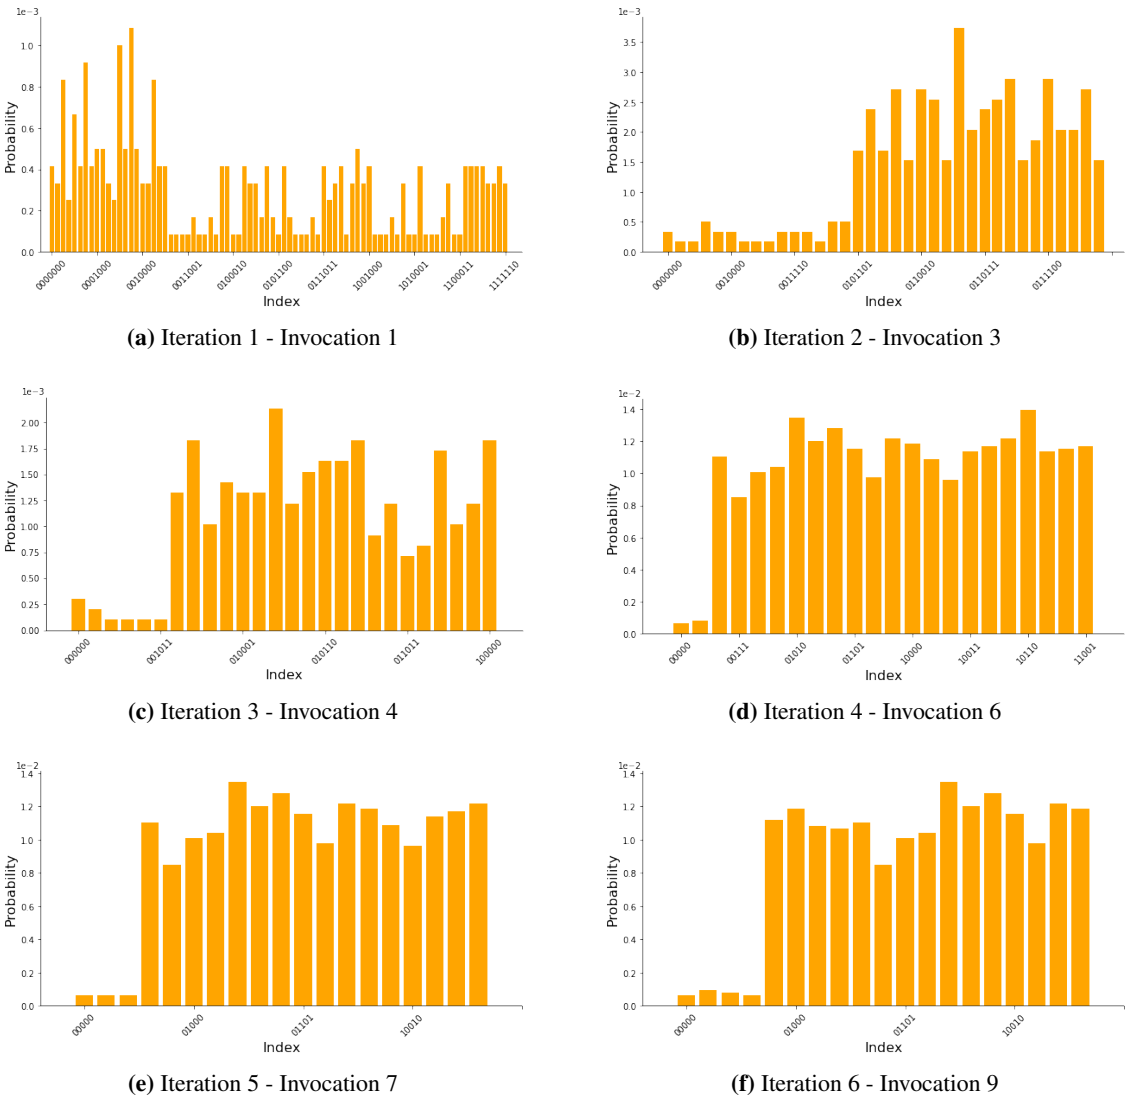 1e−3
Probability
1.0
0.8
0.6
0.4
0.2
0.0
0000000 0001000 0010000 0011001 0100010 0101100 0111011 1001000 1010001 1100011 1111110
Index
(a) Iteration 1 - Invocation 1
1e−3
Probability
3.5
3.0
2.5
2.0
1.5
1.0
0.5
0.0
0000000 0010000 0011110 0101101 0110010 0110111 0111100
Index
(b) Iteration 2 - Invocation 3
1e−3
Probability
2.00
1.75
1.50
1.25
1.00
0.75
0.50
0.25
0.00
000000 001011 010001 010110 011011 100000
Index
(c) Iteration 3 - Invocation 4
1e−2
Probability
1.4
1.2
1.0
0.8
0.6
0.4
0.2
0.0
00000 00111 01010 01101 10000 10011 10110 11001
Index
(d) Iteration 4 - Invocation 6
1e−2
Probability
1.4
1.2
1.0
0.8
0.6
0.4
0.2
0.0
00000 01000 01101 10010
Index
(e) Iteration 5 - Invocation 7
1e−2
Probability
1.4
1.2
1.0
0.8
0.6
0.4
0.2
0.0
00000 01000 01101 10010
Index
(f) Iteration 6 - Invocation 9